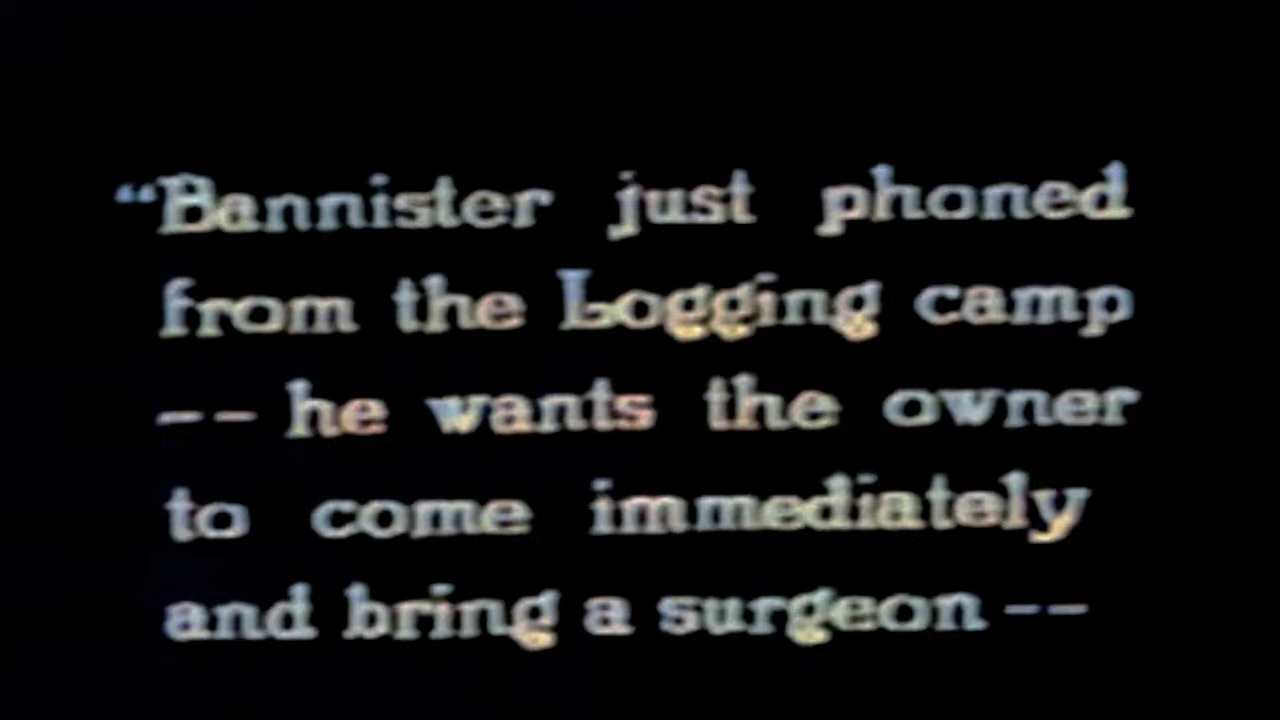 “Bannister just phoned
from the Logging camp
-- he wants the owner
to come immediately
and bring a surgeon --